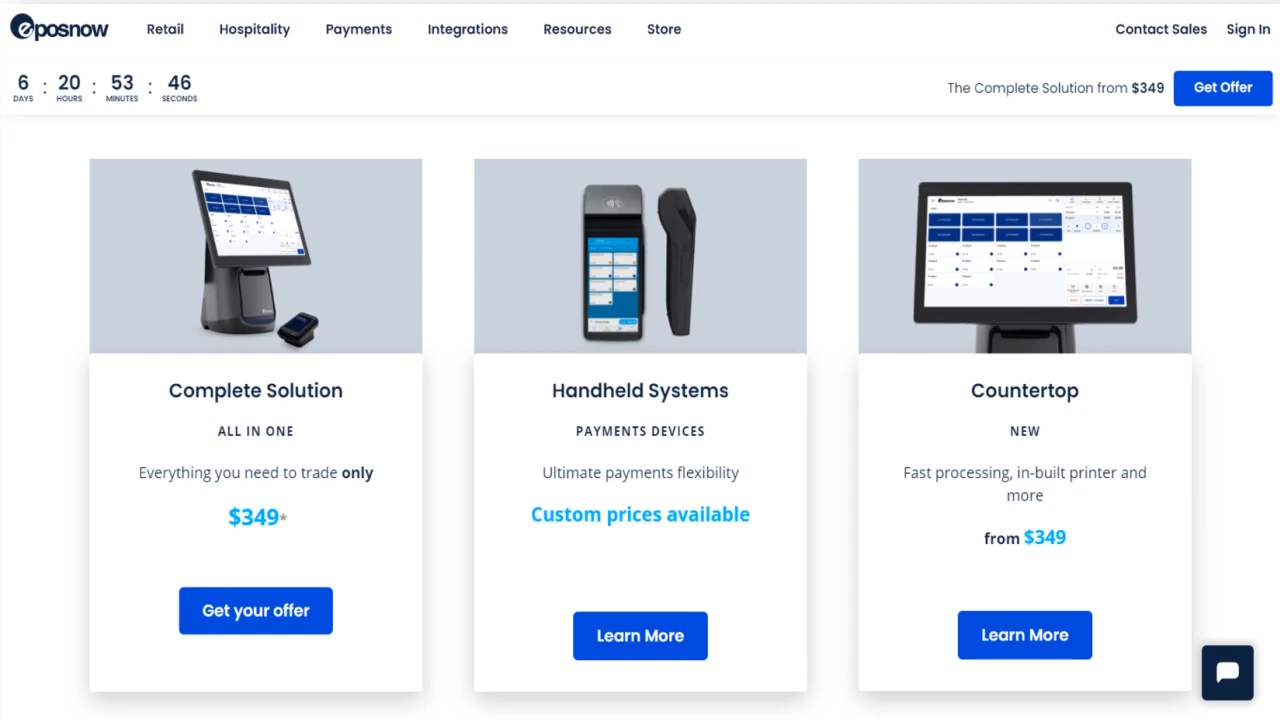 eposnow
Retail
Hospitality
Payments
Integrations
Resources
Store
Contact Sales
Sign In
6 : 20 : 53 : 46
DAYS HOURS MINUTES SECONDS
The Complete Solution from $349
Get Offer
Complete Solution
ALL IN ONE
Everything you need to trade only
$349*
Get your offer
Handheld Systems
PAYMENTS DEVICES
Ultimate payments flexibility
Custom prices available
Learn More
Countertop
NEW
Fast processing, in-built printer and
more
from $349
Learn More